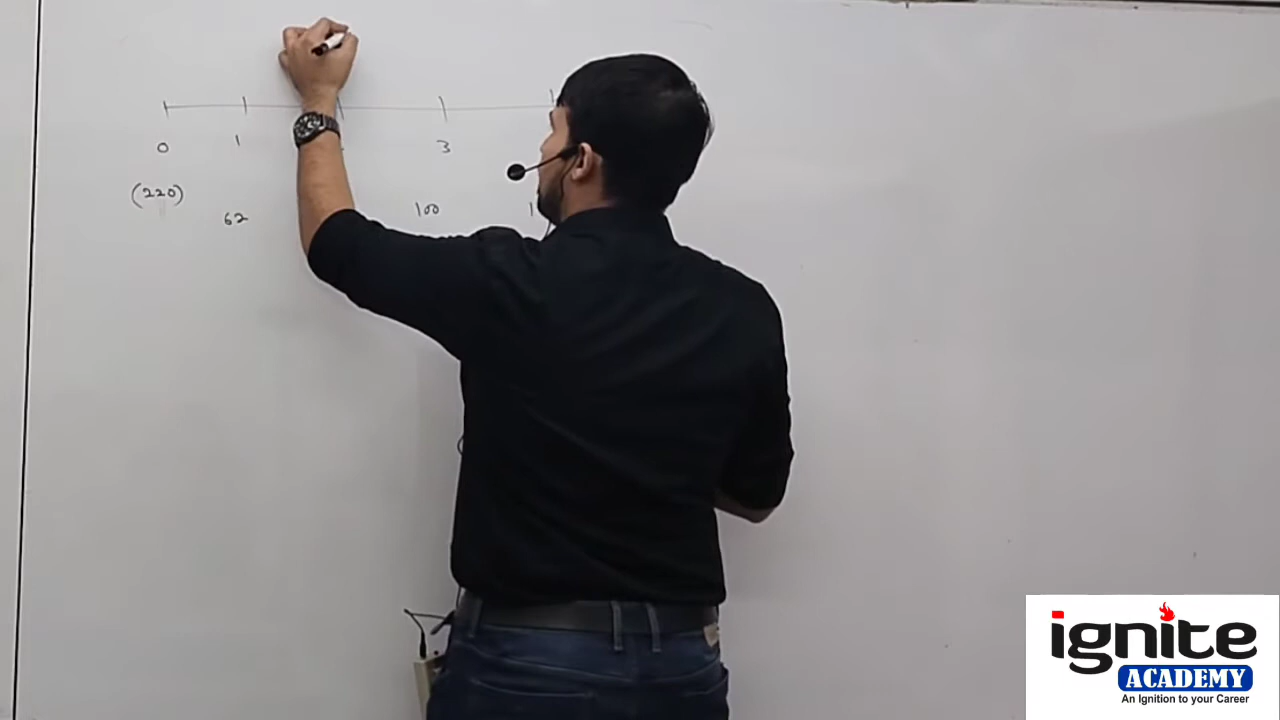 0 1 3
(220)
62 100
ignite
ACADEMY
An Ignition to your Career